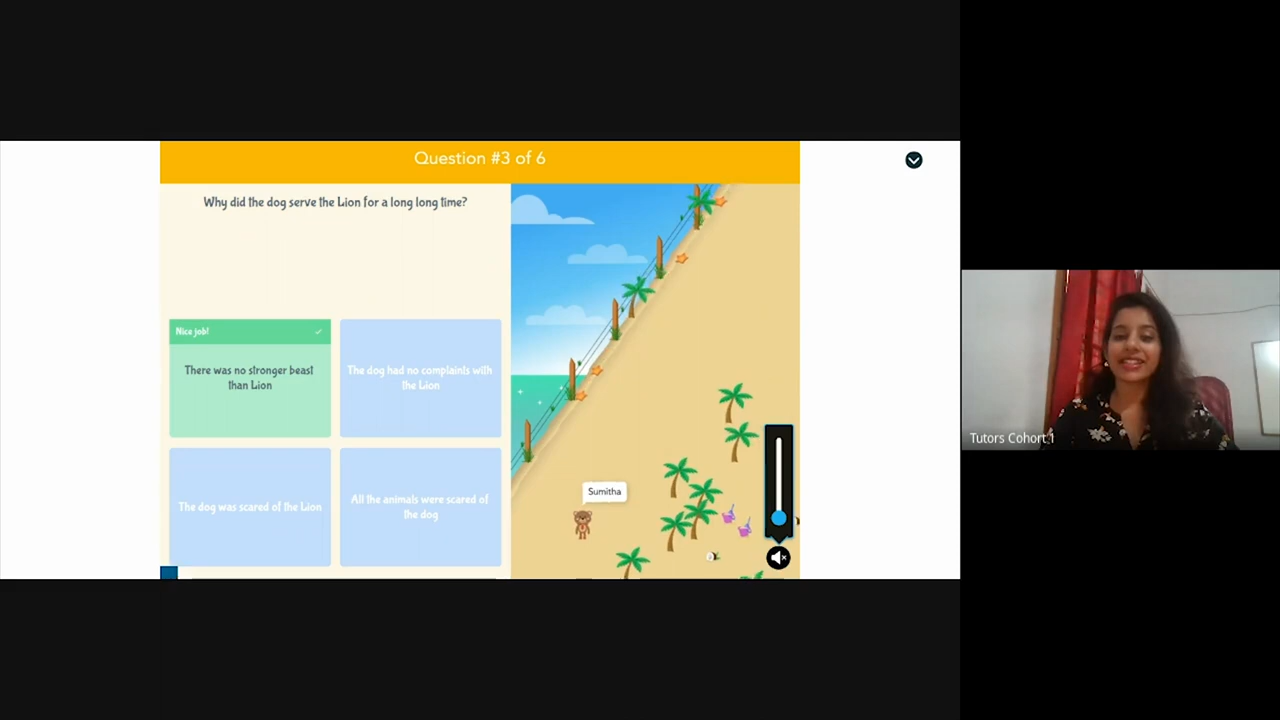 Question #3 of 6
Why did the dog serve the Lion for a long long time?
Nice job!
There was no stronger beast
than Lion
The dog had no complaints with
the Lion
The dog was scared of the Lion
All the animals were scared of
the dog
Sumitha
Tutors Cohort 1